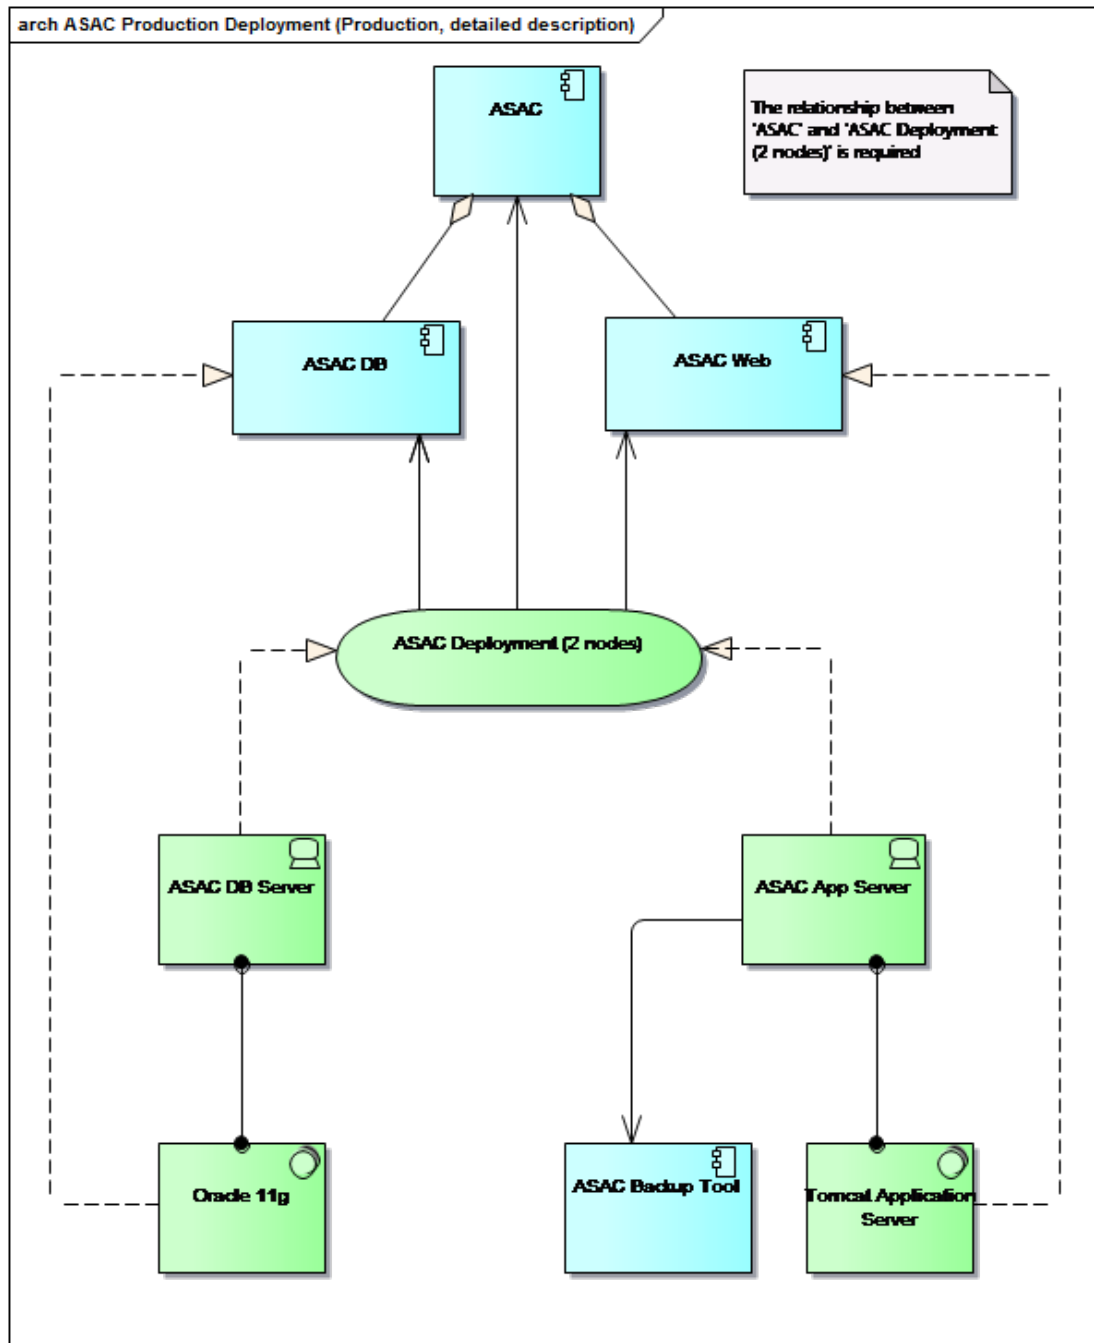 arch ASAC Production Deployment (Production, detailed description)
ASAC
The relationship between
'ASAC' and 'ASAC Deployment
(2 nodes)' is required
ASAC DB
ASAC Web
ASAC Deployment (2 nodes)
ASAC DB Server
ASAC App Server
Oracle 11g
ASAC Backup Tool
Tomcat Application
Server